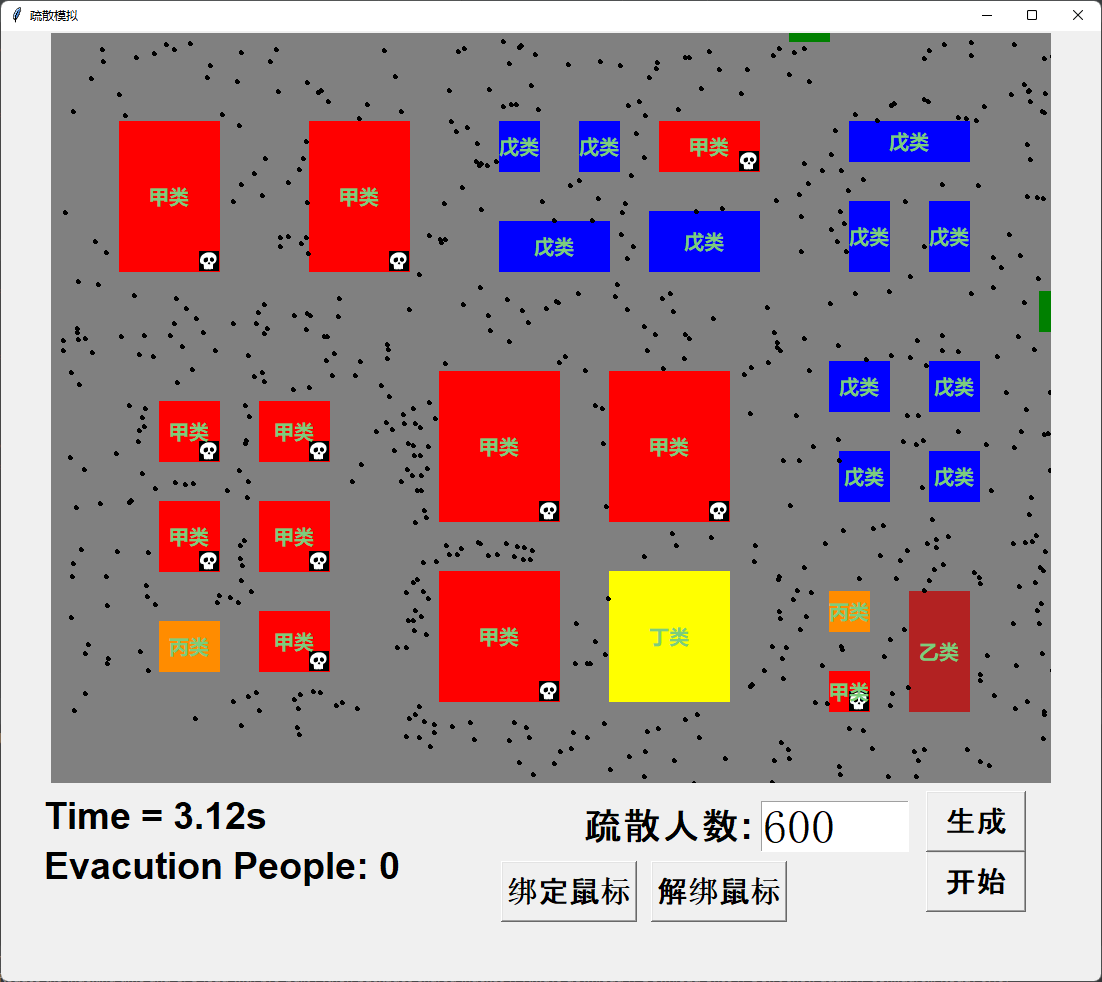 疏散模拟
甲类
甲类
戊类
戊类
甲类
戊类
戊类
戊类
戊类
戊类
甲类
甲类
甲类
甲类
戊类
戊类
戊类
戊类
甲类
甲类
丙类
甲类
甲类
丁类
丙类
甲类
乙类
Time = 3.12s
Evacution People: 0
疏散人数: 600
生成
开始
绑定鼠标 解绑鼠标